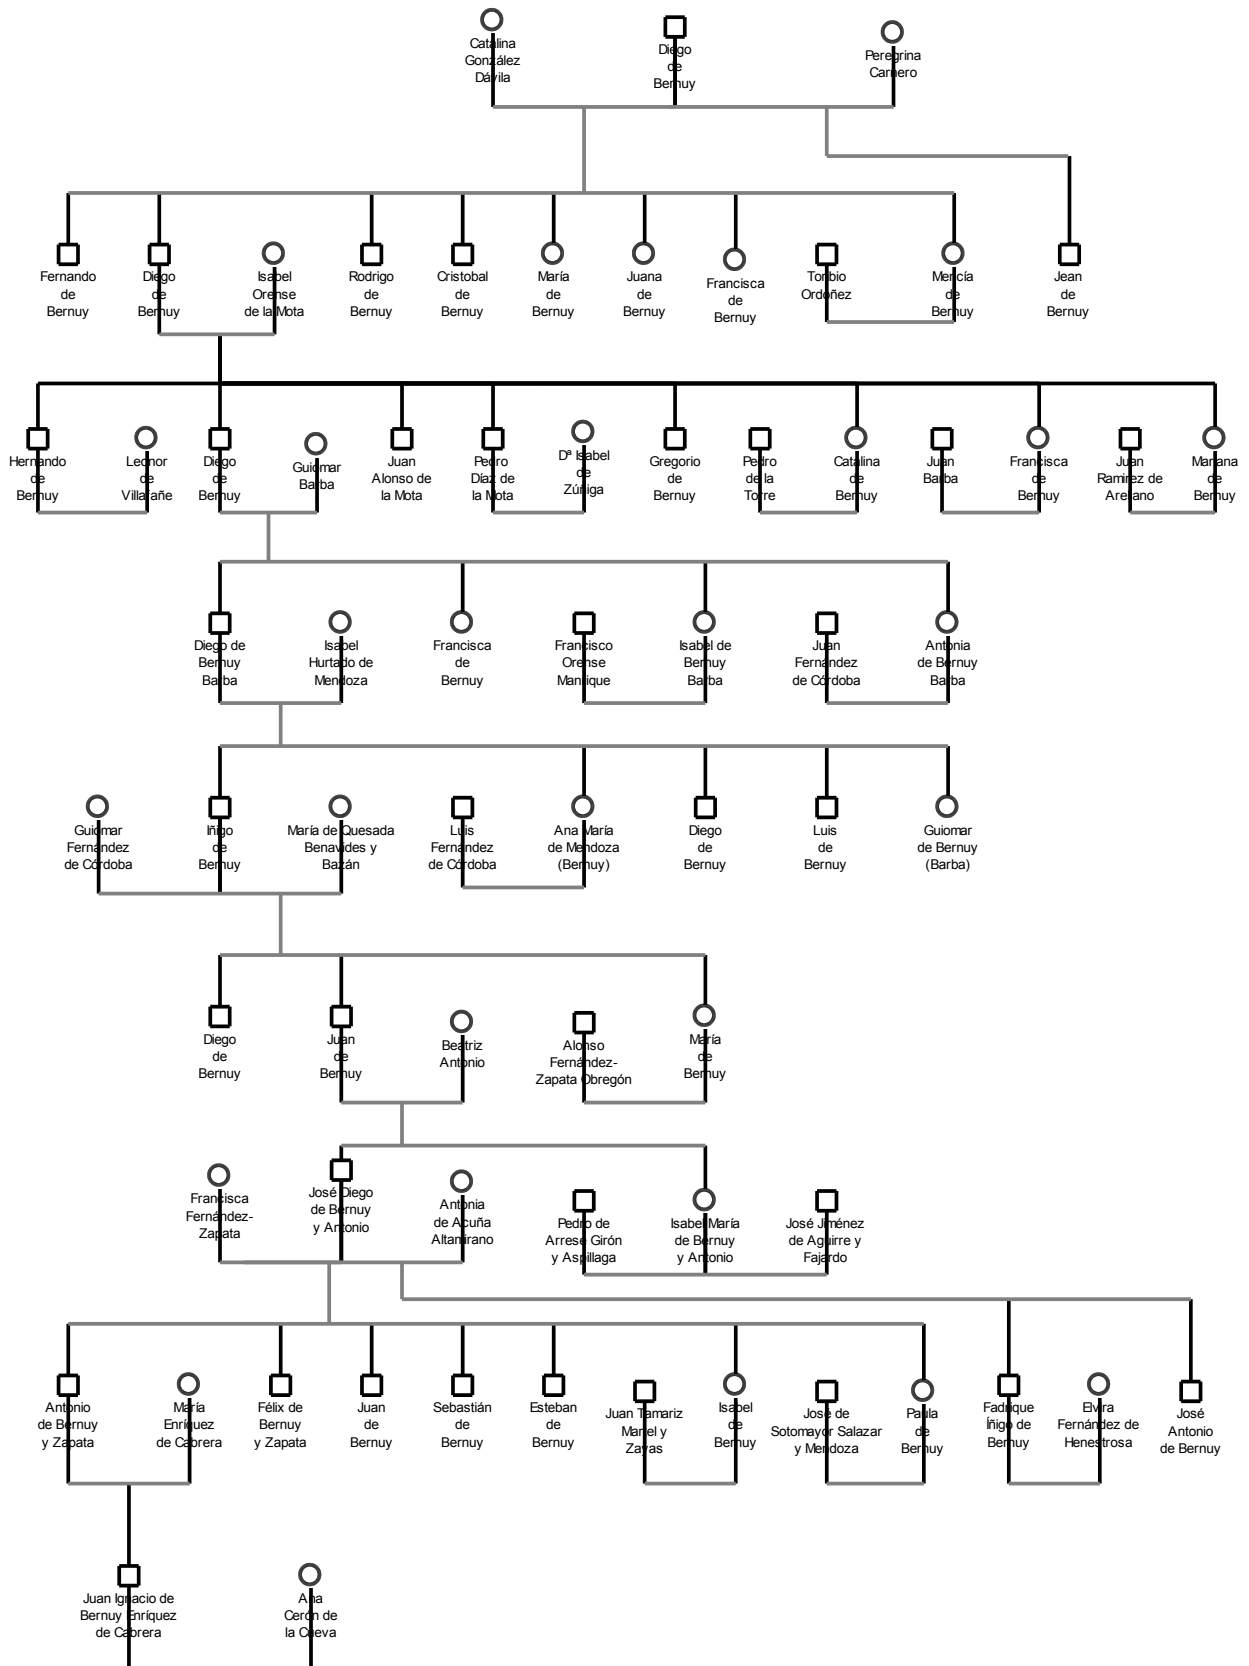 Catalina
González
Dávila
Diego
de
Bernuy
Peregrina
Carnero
Fernando
de
Bernuy
Diego
de
Bernuy
Isabel
Orense
de la Mota
Rodrigo
de
Bernuy
Cristobal
de
Bernuy
María
de
Bernuy
Juana
de
Bernuy
Francisca
de
Bernuy
Toribio
Ordoñez
Mencía
de
Bernuy
Jean
de
Bernuy
Hernando
de
Bernuy
Leonor
de
Villafañe
Diego
de
Bernuy
Guiomar
Barba
Juan
Alonso de
la Mota
Pedro
Díaz de
la Mota
Dª Isabel
de
Zúñiga
Gregorio
de
Bernuy
Pedro
de la
Torre
Catalina
de
Bernuy
Juan
Barba
Francisca
de
Bernuy
Juan
Ramirez de
Arellano
Mariana
de
Bernuy
Diego de
Bernuy
Barba
Isabel
Hurtado de
Mendoza
Francisca
de
Bernuy
Francisco
Orense
Manrique
Isabel de
Bernuy
Barba
Juan
Fernández
de Córdoba
Antonia
de Bernuy
Barba
Guiomar
Fernández
de Córdoba
Iñigo
de
Bernuy
María de Quesada
Benavides y
Bazán
Luis
Fernández
de Córdoba
Ana María
de Mendoza
(Bernuy)
Diego
de
Bernuy
Luis
de
Bernuy
Guiomar
de Bernuy
(Barba)
Diego
de
Bernuy
Juan
de
Bernuy
Beatriz
Antonio
Alonso
Fernández-
Zapata Obregón
María
de
Bernuy
Francisca
Fernández-
Zapata
José Diego
de Bernuy
y Antonio
Antonia
de Acuña
Altamirano
Pedro de
Arrese Girón
y Aspillaga
Isabel María
de Bernuy
y Antonio
José Jiménez
de Aguirre y
Fajardo
Antonio
de Bernuy
y Zapata
María
Enríquez
de Cabrera
Félix de
Bernuy
y Zapata
Juan
de
Bernuy
Sebastián
de
Bernuy
Esteban
de
Bernuy
Juan Tamariz
Martel y
Zayas
Isabel
de
Bernuy
José de
Sotomayor Salazar
y Mendoza
Paula
de
Bernuy
Fadrique
Íñigo de
Bernuy
Elvira
Fernández de
Henestrosa
José
Antonio
de Bernuy
Juan Ignacio de
Bernuy Enríquez
de Cabrera
Ana
Cerón de
la Cueva